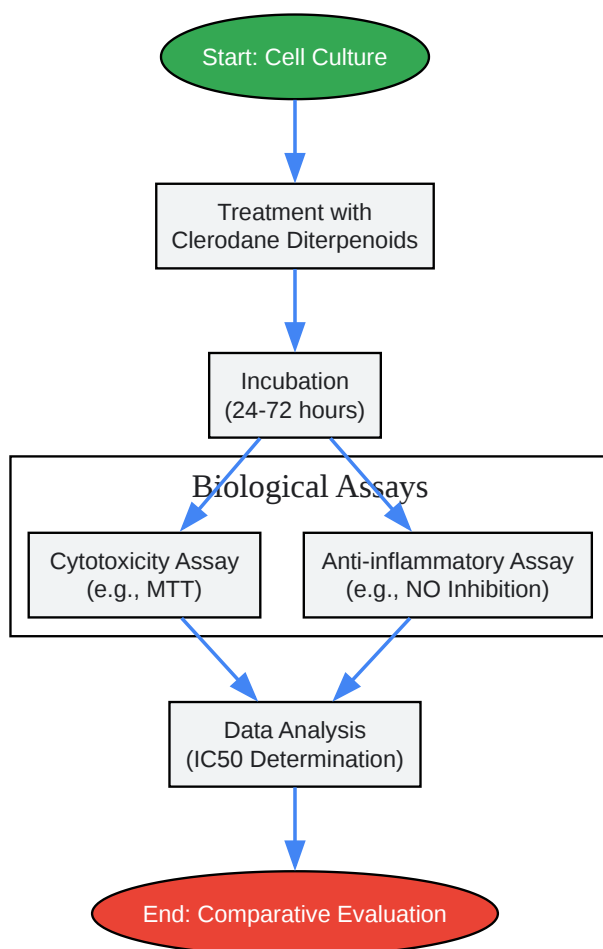 Start: Cell Culture
Treatment with
Clerodane Diterpenoids
Incubation
(24-72 hours)
Biological Assays
Cytotoxicity Assay
(e.g., MTT)
Anti-inflammatory Assay
(e.g., NO Inhibition)
Data Analysis
(IC50 Determination)
End: Comparative Evaluation